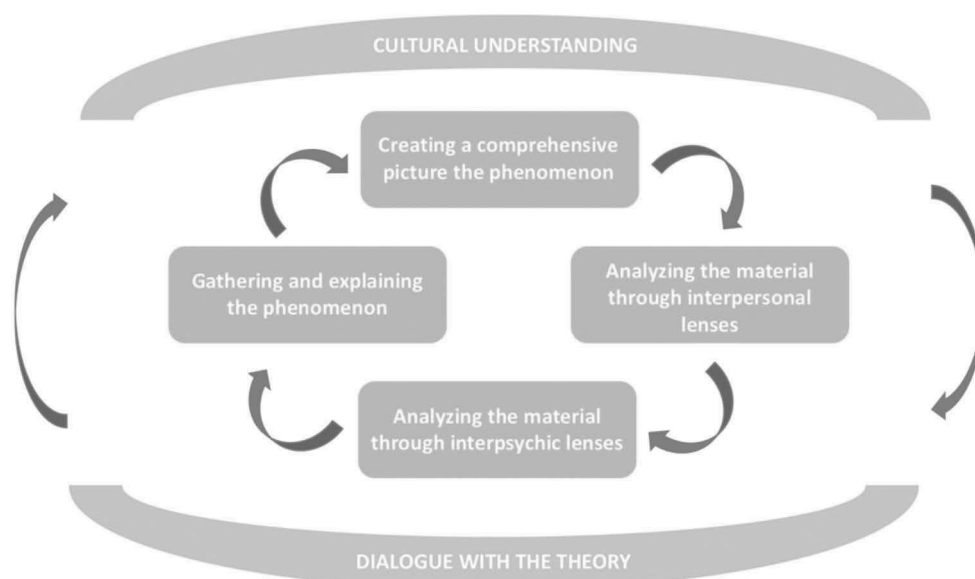 CULTURAL UNDERSTANDING
Creating a comprehensive
picture the phenomenon
Gathering and explaining
the phenomenon
Analyzing the material
through interpersonal
lenses
Analyzing the material
through interpsychic lenses
DIALOGUE WITH THE THEORY